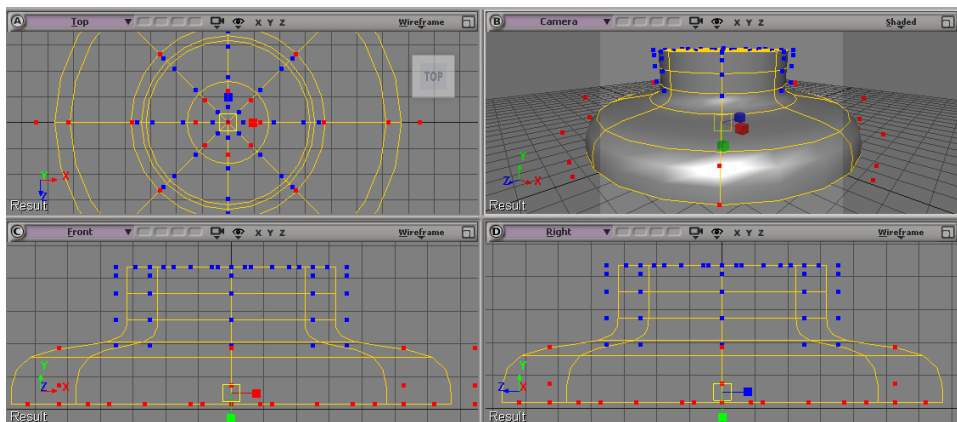 A Top X Y Z Wireframe
TOP
Y X
Z
Result
B Camera X Y Z Shaded
Y
Z X
Result
C Front X Y Z Wireframe
Y
Z X
Result
D Right X Y Z Wireframe
Y
Z X
Result